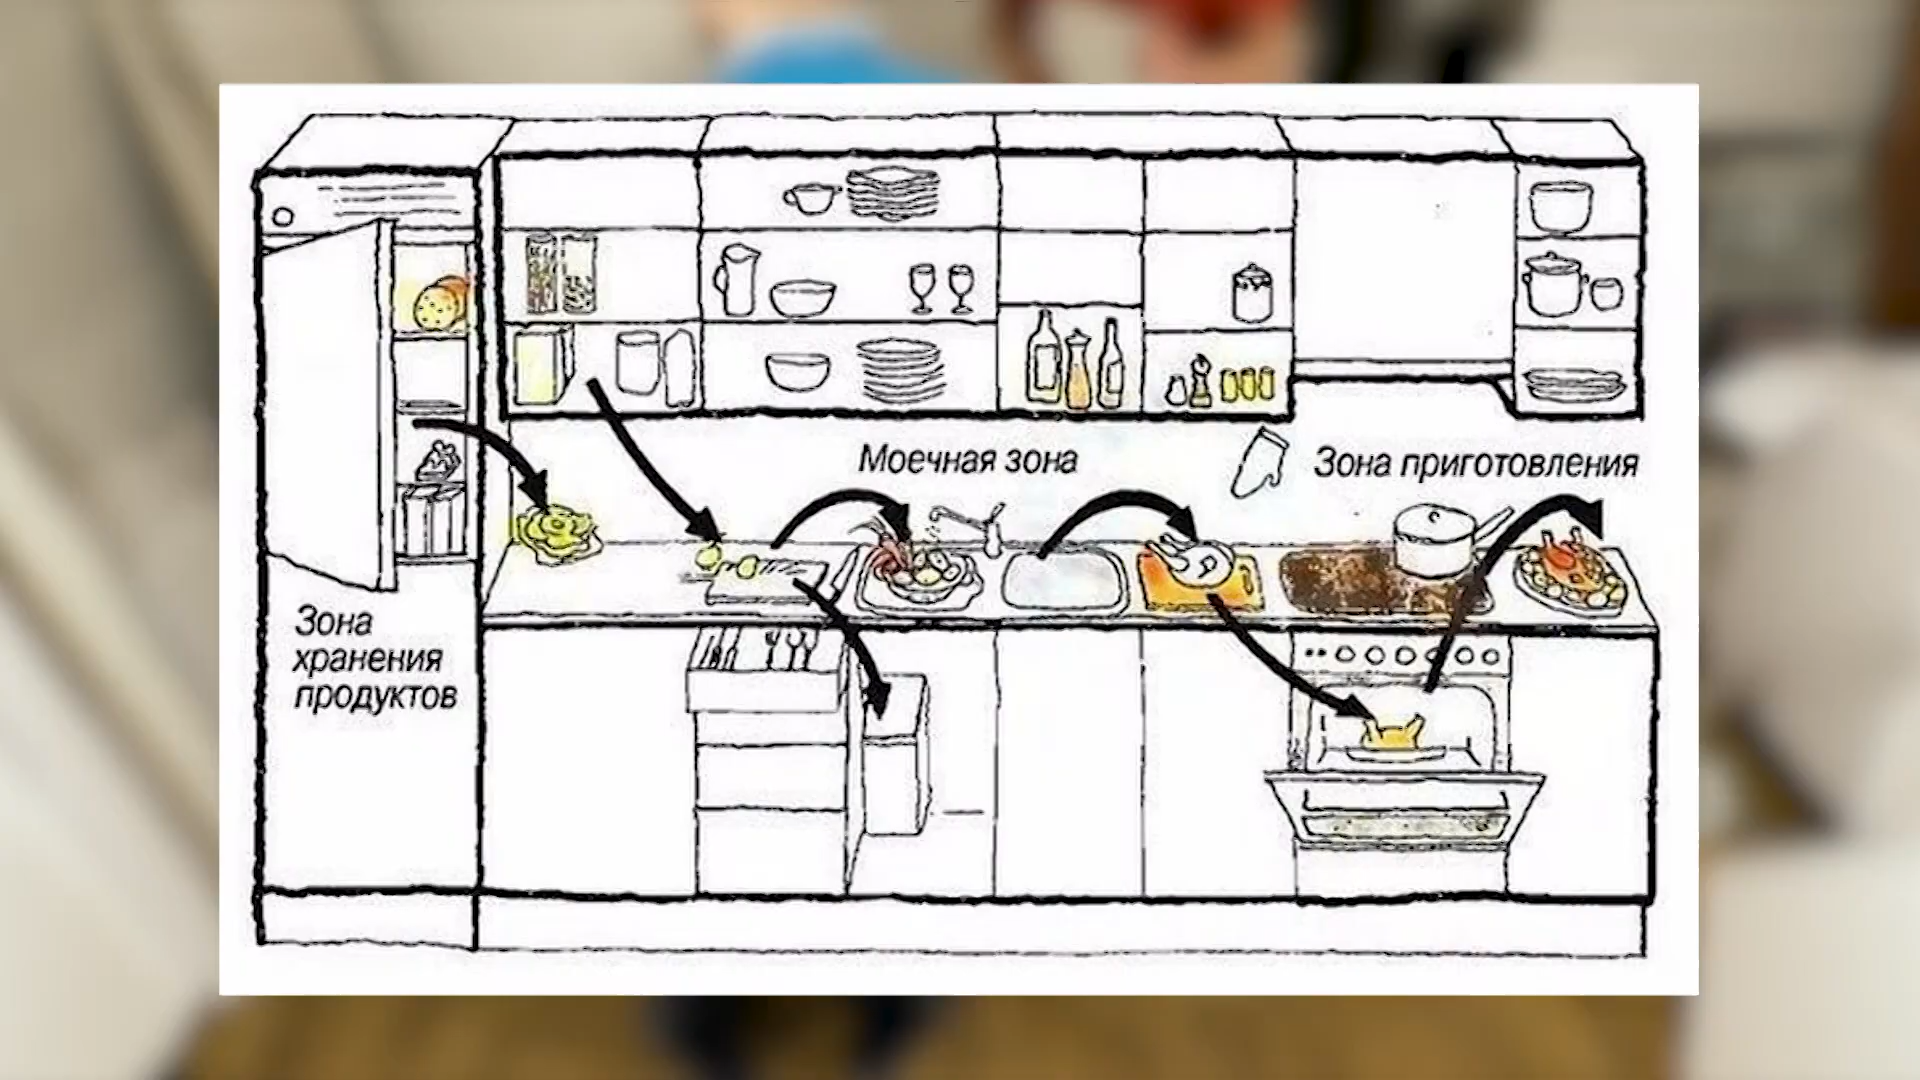 Моечная зона
Зона приготовления
Зона
хранения
продуктов